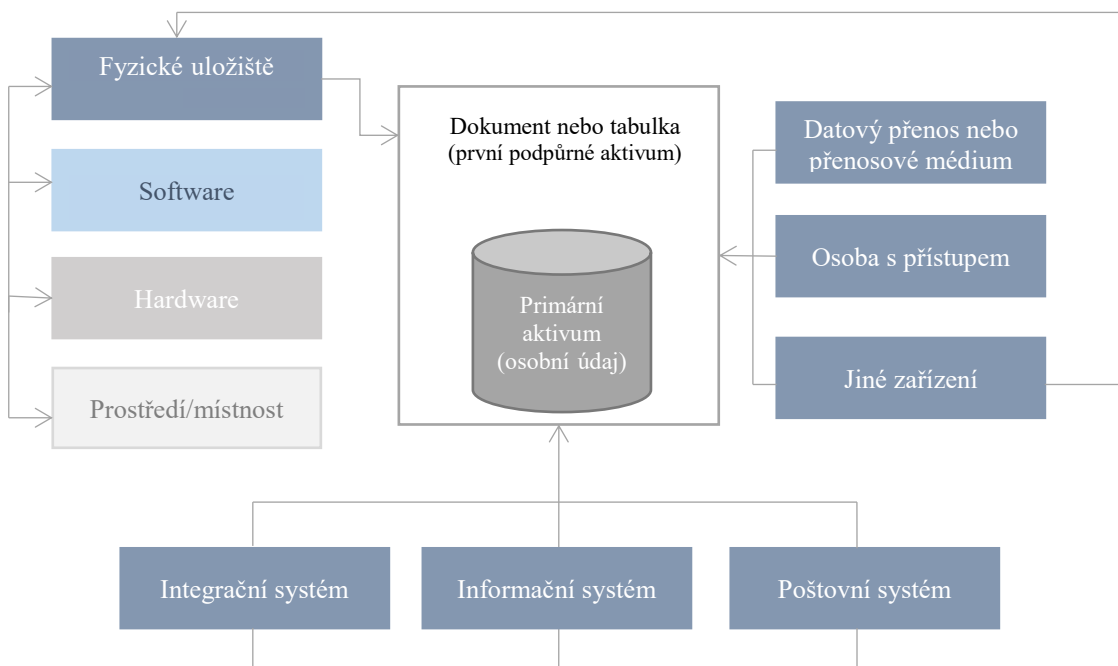 Fyzické uložiště
Software
Hardware
Prostředí/místnost
Dokument nebo tabulka
(první podpůrné aktivum)
Primární
aktivum
(osobní údaj)
Datový přenos nebo
přenosové médium
Osoba s přístupem
Jiné zařízení
Integrační systém
Informační systém
Poštovní systém